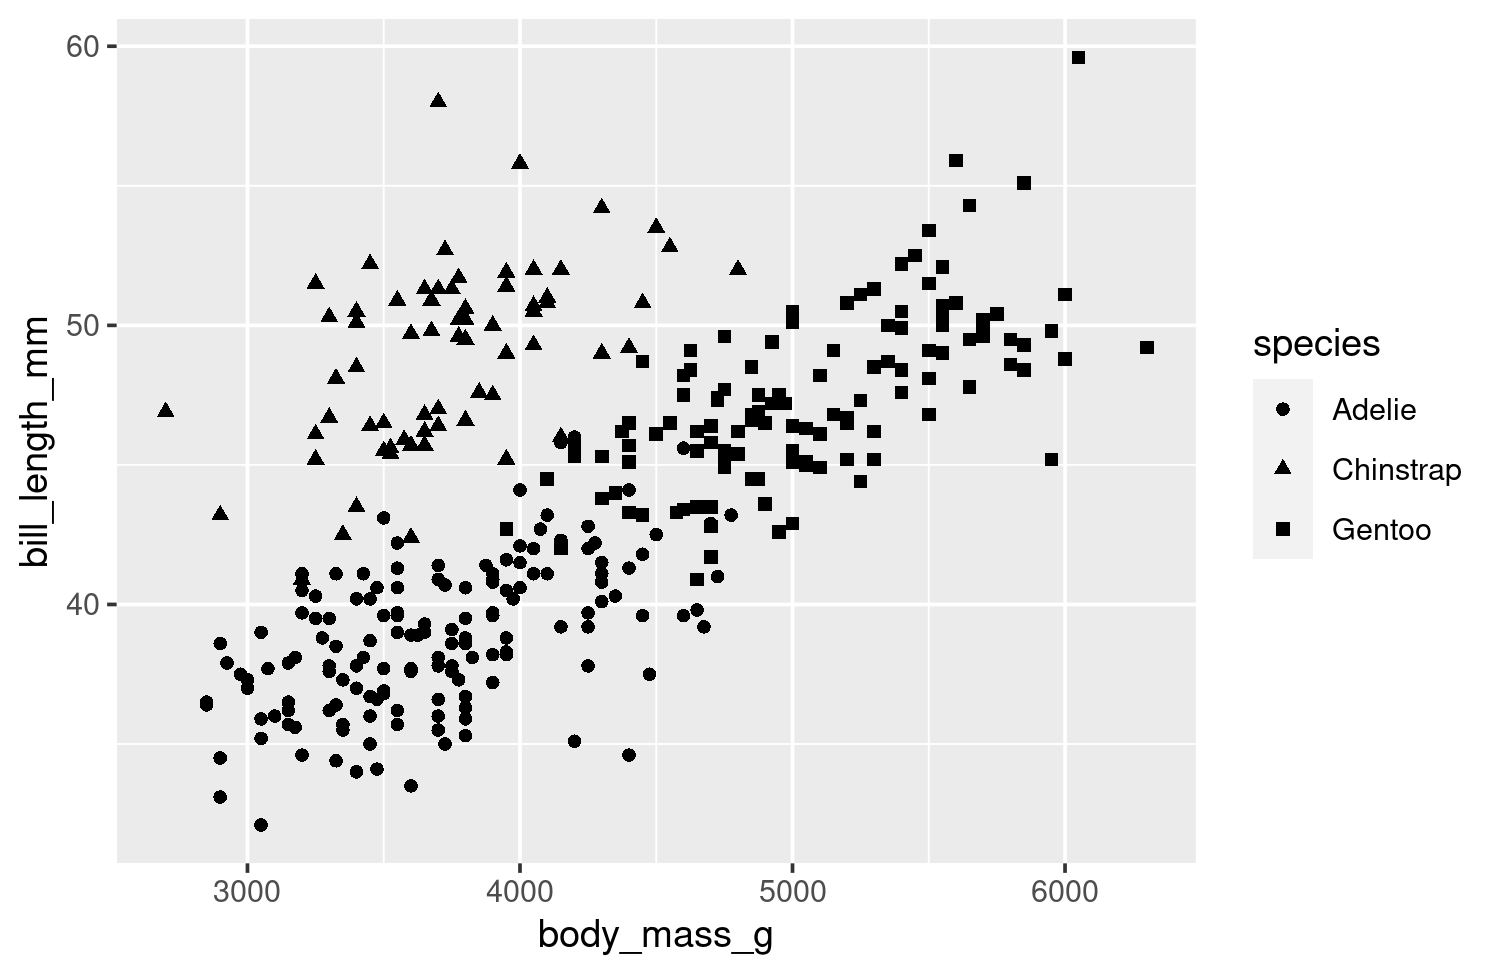 60
50
40
bill_length_mm
3000 4000 5000 6000
body_mass_g
species
Adelie
Chinstrap
Gentoo